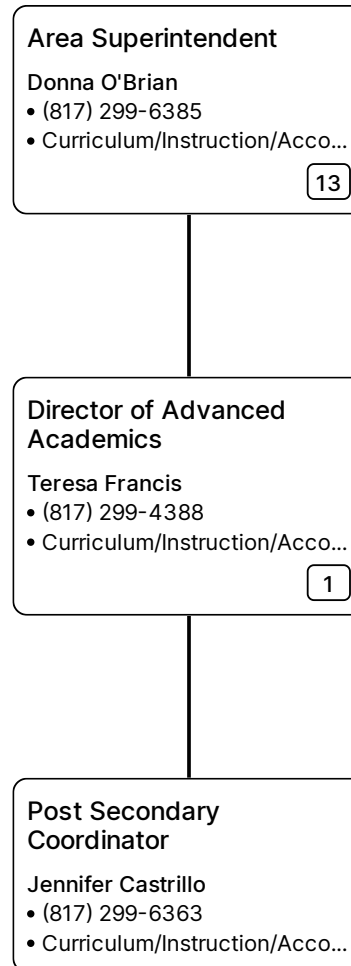 Area Superintendent
Donna O'Brian
• (817) 299-6385
• Curriculum/Instruction/Acco...
13
Director of Advanced
Academics
Teresa Francis
• (817) 299-4388
• Curriculum/Instruction/Acco...
1
Post Secondary
Coordinator
Jennifer Castrillo
• (817) 299-6363
• Curriculum/Instruction/Acco...